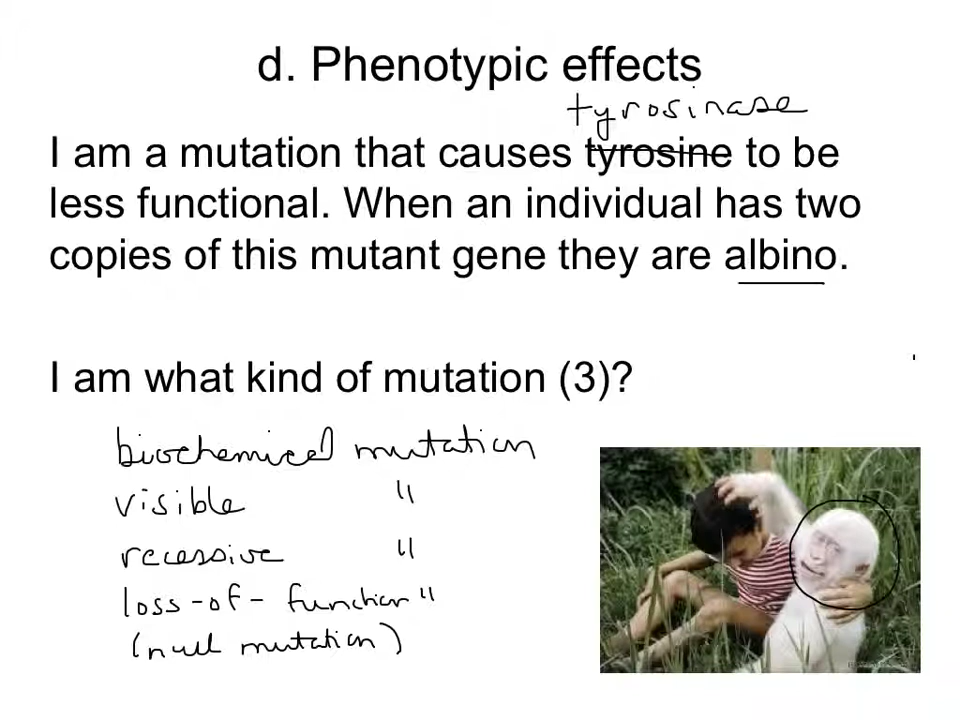 d. Phenotypic effects
tyrosinase
I am a mutation that causes tyrosine to be
less functional. When an individual has two
copies of this mutant gene they are albino.
I am what kind of mutation (3)?
biochemical mutation
visible "
recessive "
loss-of-function "
(null mutation)